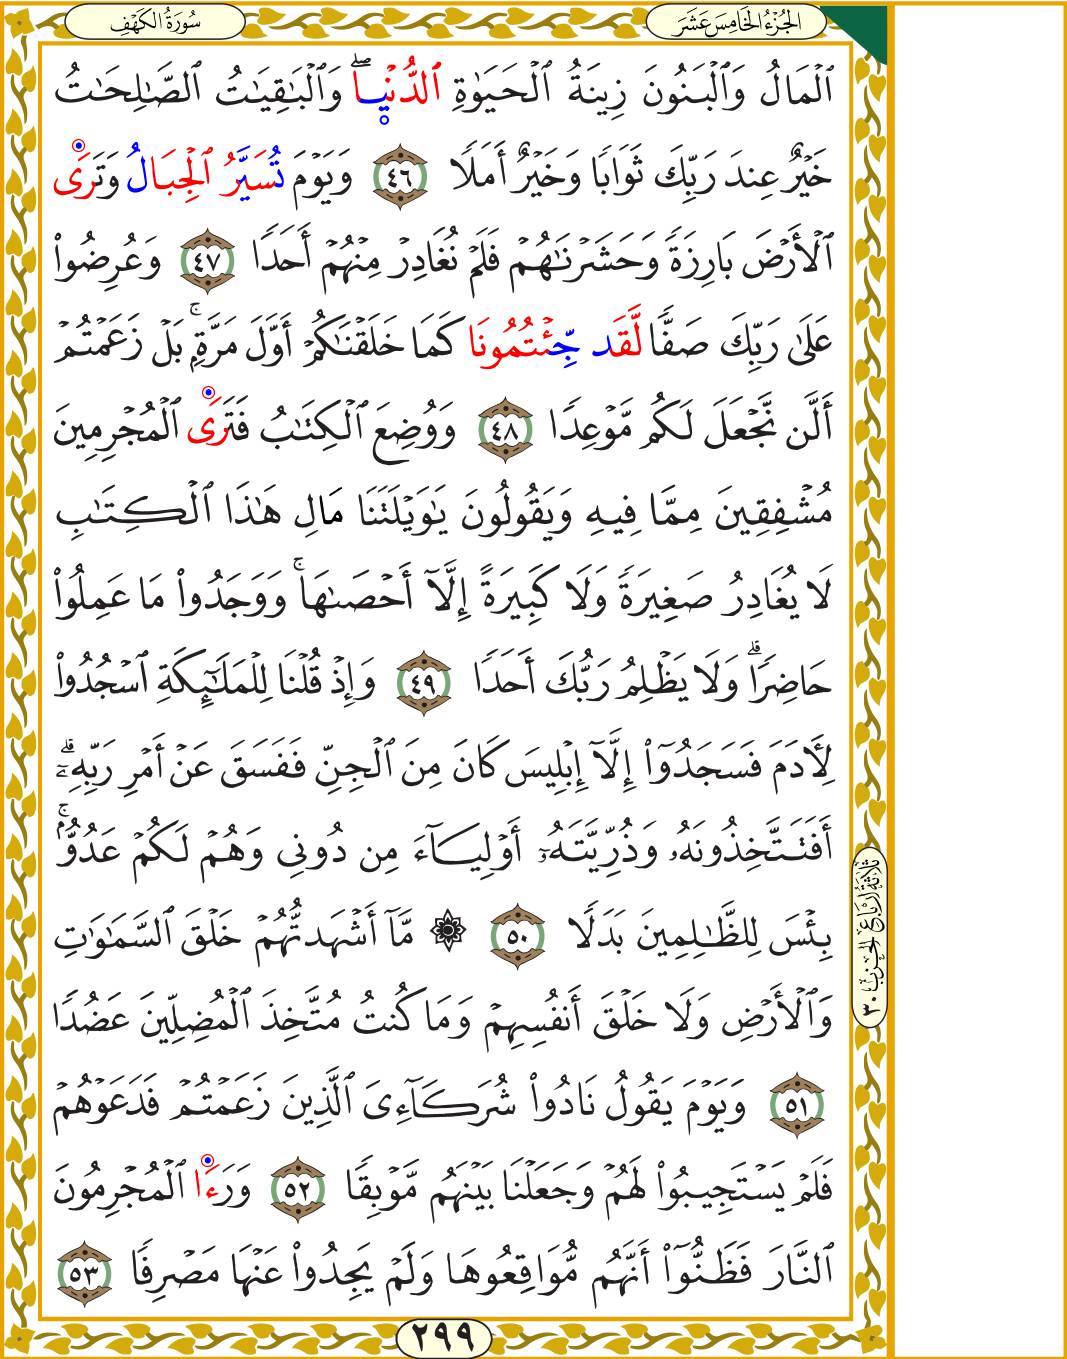 سُورَةُ الكَهْفِ
الجُزْءُ الخَامِسَ عَشَرَ
ٱلْمَالُ وَٱلْبَنُونَ زِينَةُ ٱلْحَيَوٰةِ ٱلدُّنْيَاۖ وَٱلْبَٰقِيَٰتُ ٱلصَّٰلِحَٰتُ
خَيْرٌ عِندَ رَبِّكَ ثَوَابًا وَخَيْرٌ أَمَلًا ٤٦ وَيَوْمَ تُسَيَّرُ ٱلْجِبَالُ وَتَرَى
ٱلْأَرْضَ بَارِزَةً وَحَشَرْنَٰهُمْ فَلَمْ نُغَادِرْ مِنْهُمْ أَحَدًا ٤٧ وَعُرِضُوا۟
عَلَىٰ رَبِّكَ صَفًّا لَّقَد جِّئْتُمُونَا كَمَا خَلَقْنَٰكُمْ أَوَّلَ مَرَّةٍۭۚ بَلْ زَعَمْتُمْ
أَلَّن نَّجْعَلَ لَكُم مَّوْعِدًا ٤٨ وَوُضِعَ ٱلْكِتَٰبُ فَتَرَى ٱلْمُجْرِمِينَ
مُشْفِقِينَ مِمَّا فِيهِ وَيَقُولُونَ يَٰوَيْلَتَنَا مَالِ هَٰذَا ٱلْكِتَٰبِ
لَا يُغَادِرُ صَغِيرَةً وَلَا كَبِيرَةً إِلَّآ أَحْصَىٰهَاۚ وَوَجَدُوا۟ مَا عَمِلُوا۟
حَاضِرًاۗ وَلَا يَظْلِمُ رَبُّكَ أَحَدًا ٤٩ وَإِذْ قُلْنَا لِلْمَلَٰٓئِكَةِ ٱسْجُدُوا۟
لِأَٓدَمَ فَسَجَدُوٓا۟ إِلَّآ إِبْلِيسَ كَانَ مِنَ ٱلْجِنِّ فَفَسَقَ عَنْ أَمْرِ رَبِّهِۦٓۗ
أَفَتَتَّخِذُونَهُۥ وَذُرِّيَّتَهُۥٓ أَوْلِيَآءَ مِن دُونِى وَهُمْ لَكُمْ عَدُوٌّۢۚ
بِئْسَ لِلظَّٰلِمِينَ بَدَلًا ٥٠ ۞ مَّآ أَشْهَدتُّهُمْ خَلْقَ ٱلسَّمَٰوَٰتِ
وَٱلْأَرْضِ وَلَا خَلْقَ أَنفُسِهِمْ وَمَا كُنتُ مُتَّخِذَ ٱلْمُضِلِّينَ عَضُدًا
٥١ وَيَوْمَ يَقُولُ نَادُوا۟ شُرَكَآءِىَ ٱلَّذِينَ زَعَمْتُمْ فَدَعَوْهُمْ
فَلَمْ يَسْتَجِيبُوا۟ لَهُمْ وَجَعَلْنَا بَيْنَهُم مَّوْبِقًا ٥٢ وَرَءَا ٱلْمُجْرِمُونَ
ٱلنَّارَ فَظَنُّوٓا۟ أَنَّهُم مُّوَاقِعُوهَا وَلَمْ يَجِدُوا۟ عَنْهَا مَصْرِفًا ٥٣
ثَلَاثَةُ أَرْبَاعِ الحِزْبِ ٣٠
٢٩٩